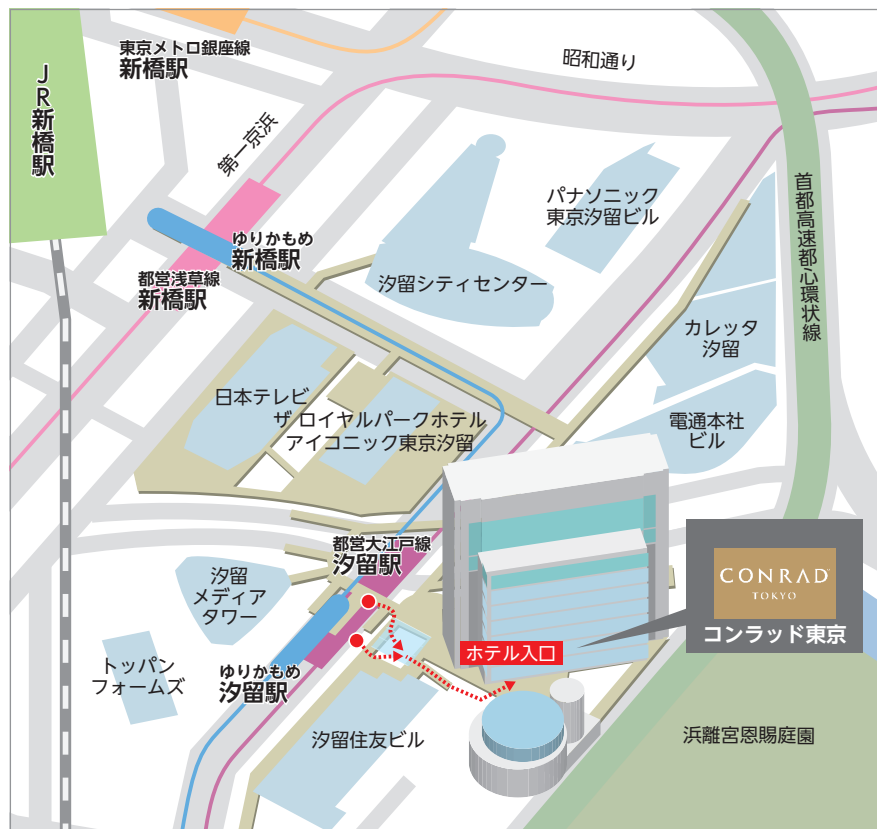 東京メトロ銀座線
新橋駅
昭和通り
JR新橋駅
第一京浜
パナソニック
東京汐留ビル
首都高速都心環状線
ゆりかもめ
新橋駅
都営浅草線
新橋駅
汐留シティセンター
カレッタ
汐留
日本テレビ
ザ ロイヤルパークホテル
アイコニック東京汐留
電通本社
ビル
都営大江戸線
汐留駅
汐留
メディア
タワー
CONRAD
TOKYO
コンラッド東京
ホテル入口
トッパン
フォームズ
ゆりかもめ
汐留駅
汐留住友ビル
浜離宮恩賜庭園